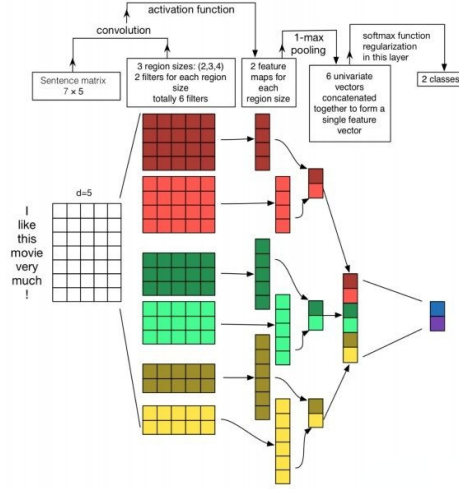 activation function
convolution
1-max
pooling
softmax function
regularization
in this layer
Sentence matrix
7 × 5
3 region sizes: (2,3,4)
2 filters for each region
size
totally 6 filters
2 feature
maps for
each
region size
6 univariate
vectors
concatenated
together to form a
single feature
vector
2 classes
d=5
I
like
this
movie
very
much
!